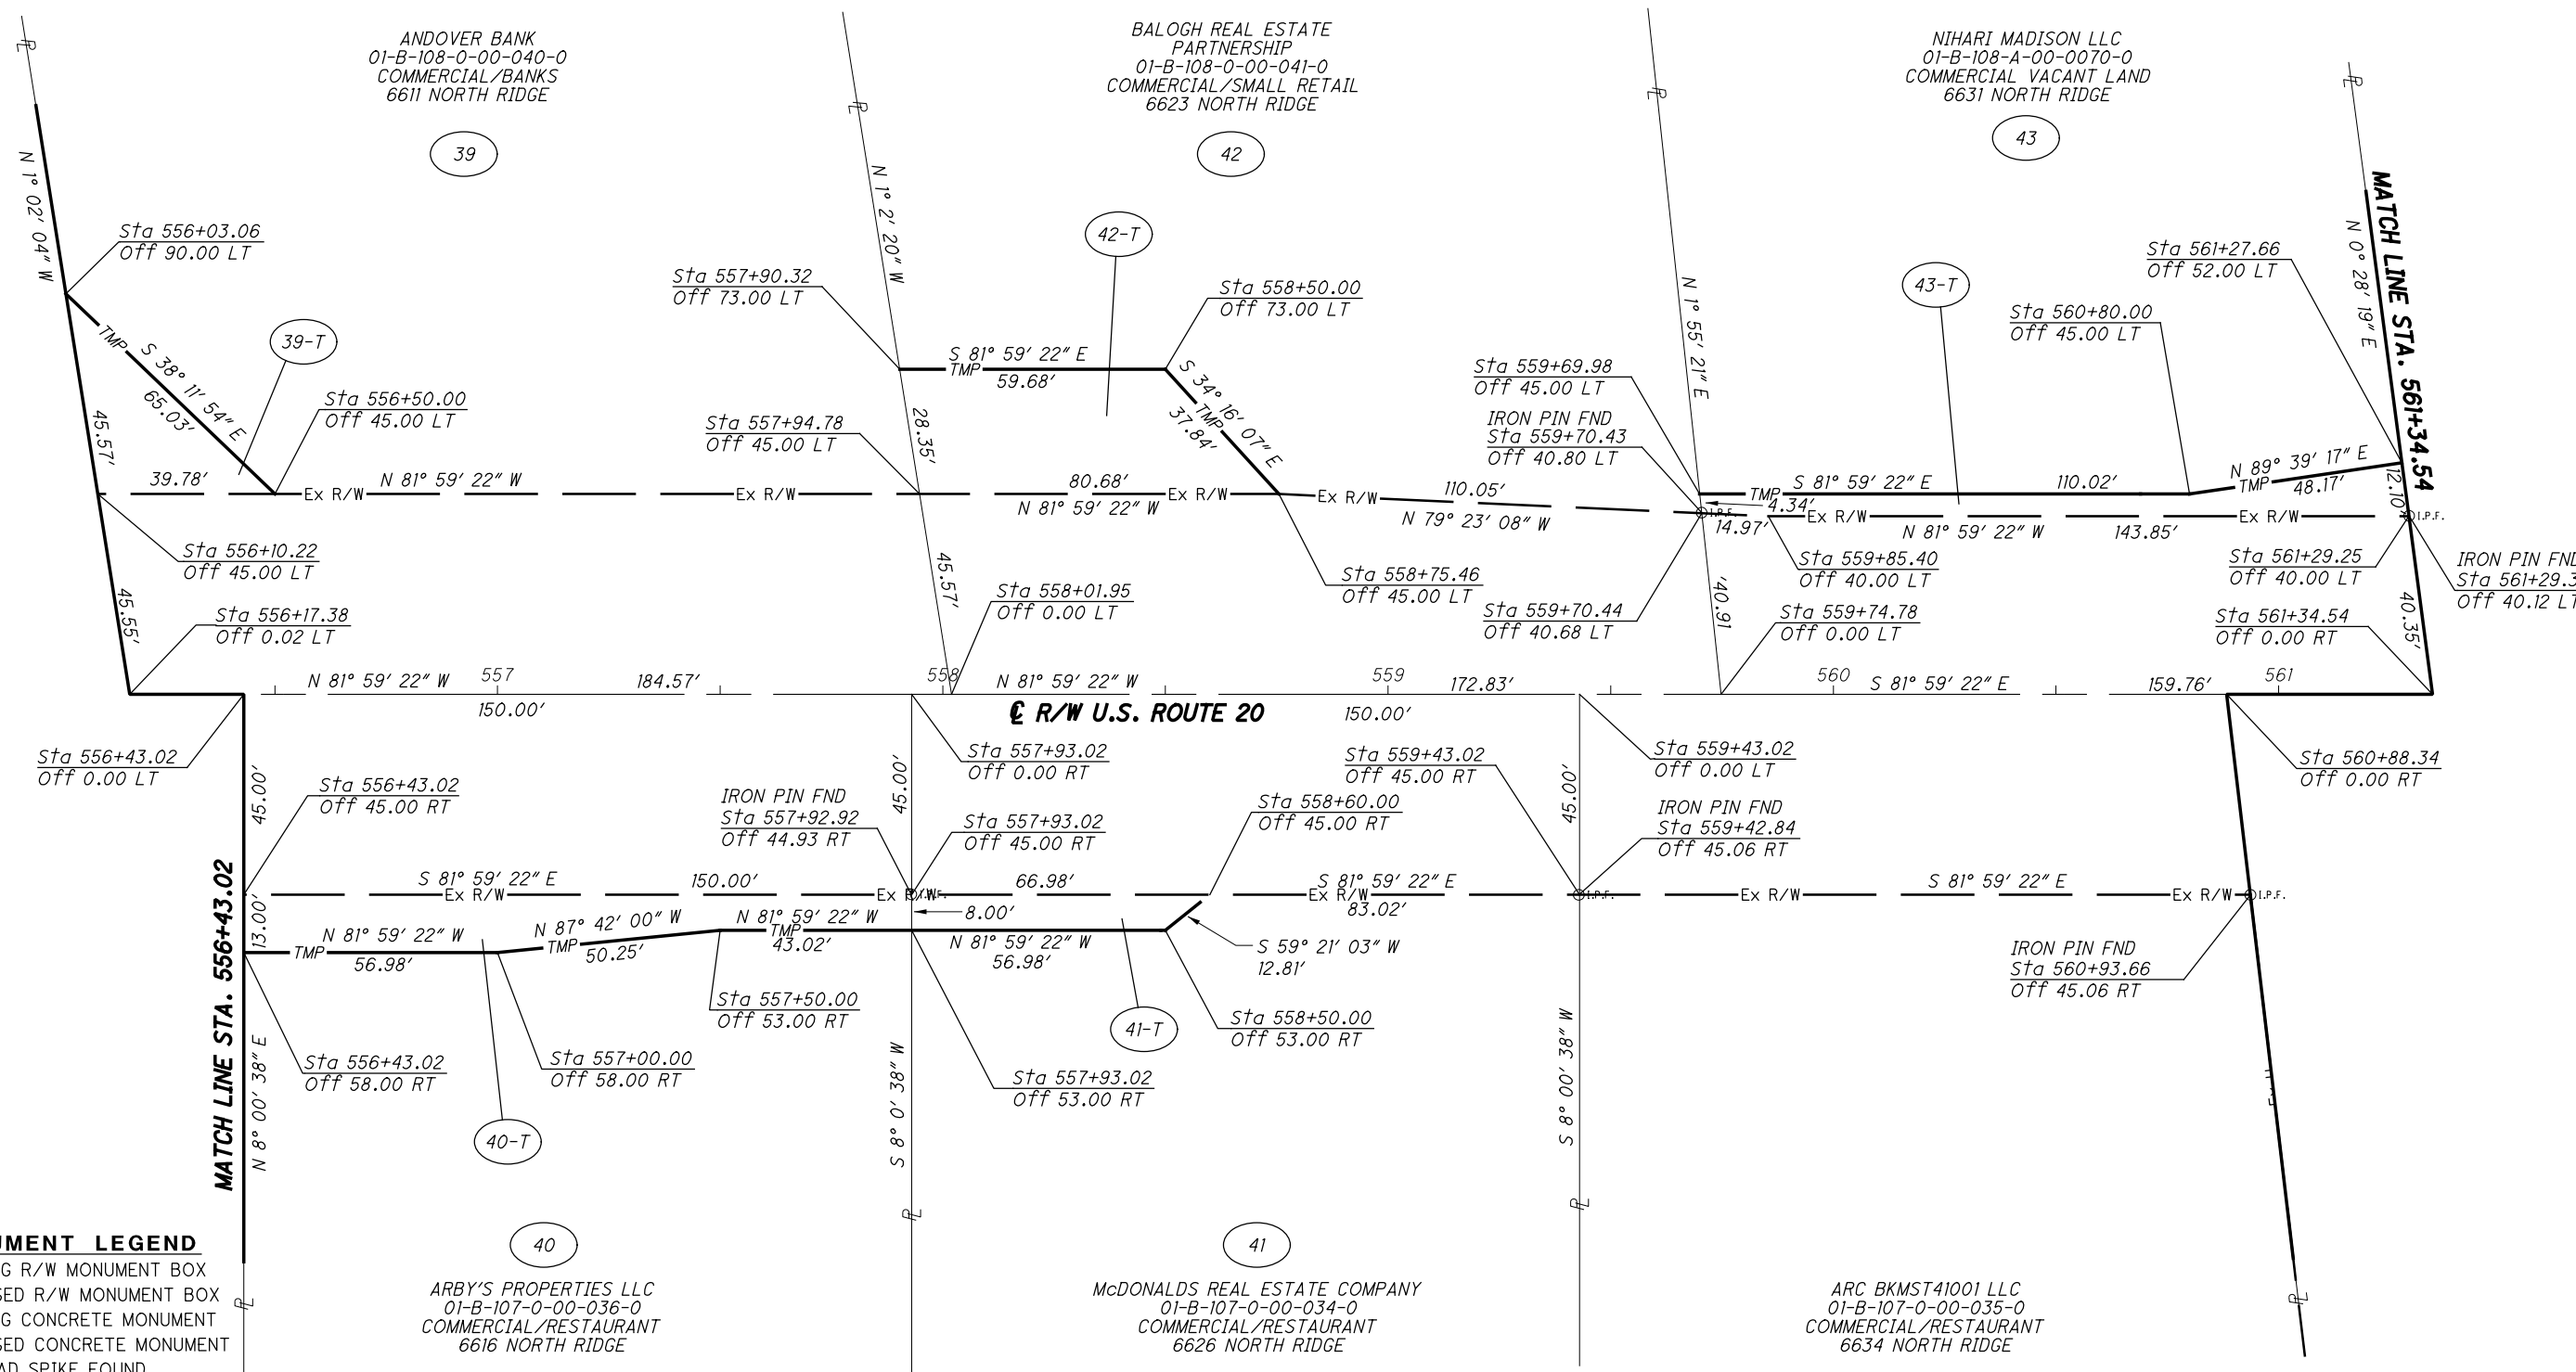 ANDOVER BANK
01-B-108-0-00-040-0
COMMERCIAL/BANKS
6611 NORTH RIDGE
39
BALOGH REAL ESTATE
PARTNERSHIP
01-B-108-0-00-041-0
COMMERCIAL/SMALL RETAIL
6623 NORTH RIDGE
42
NIHARI MADISON LLC
01-B-108-A-00-0070-0
COMMERCIAL VACANT LAND
6631 NORTH RIDGE
43
PL
PL
PL
PL
N 1° 02' 04" W
Sta 556+03.06
Off 90.00 LT
TMP
S 38° 11' 54" E
65.03'
39-T
Sta 556+50.00
Off 45.00 LT
45.57'
39.78'
Ex R/W
N 81° 59' 22" W
Ex R/W
Sta 556+10.22
Off 45.00 LT
45.55'
Sta 556+17.38
Off 0.02 LT
N 1° 2' 20" W
42-T
Sta 557+90.32
Off 73.00 LT
Sta 558+50.00
Off 73.00 LT
S 81° 59' 22" E
TMP
59.68'
S 34° 16' 07" E
TMP
37.84'
28.35'
Sta 557+94.78
Off 45.00 LT
80.68'
Ex R/W
N 81° 59' 22" W
45.57'
Sta 558+01.95
Off 0.00 LT
Sta 558+75.46
Off 45.00 LT
Ex R/W
110.05'
N 79° 23' 08" W
Sta 559+69.98
Off 45.00 LT
IRON PIN FND
Sta 559+70.43
Off 40.80 LT
Sta 559+70.44
Off 40.68 LT
N 1° 55' 21" E
43-T
Sta 560+80.00
Off 45.00 LT
Sta 561+27.66
Off 52.00 LT
N 0° 28' 19" E
MATCH LINE STA. 561+34.54
TMP
S 81° 59' 22" E
110.02'
N 89° 39' 17" E
TMP
48.17'
12.10'
4.34'
I.P.F.
14.97'
Ex R/W
N 81° 59' 22" W
143.85'
Ex R/W
I.P.F.
Sta 559+85.40
Off 40.00 LT
Sta 561+29.25
Off 40.00 LT
IRON PIN FND
Sta 561+29.3
Off 40.12 LT
'40.91
Sta 559+74.78
Off 0.00 LT
Sta 561+34.54
Off 0.00 RT
40.35'
N 81° 59' 22" W
557
184.57'
558
N 81° 59' 22" W
559
172.83'
560
S 81° 59' 22" E
159.76'
561
150.00'
CL R/W U.S. ROUTE 20
150.00'
Sta 556+43.02
Off 0.00 LT
Sta 557+93.02
Off 0.00 RT
Sta 559+43.02
Off 45.00 RT
Sta 559+43.02
Off 0.00 LT
Sta 560+88.34
Off 0.00 RT
45.00'
Sta 556+43.02
Off 45.00 RT
IRON PIN FND
Sta 557+92.92
Off 44.93 RT
45.00'
Sta 557+93.02
Off 45.00 RT
Sta 558+60.00
Off 45.00 RT
45.00'
IRON PIN FND
Sta 559+42.84
Off 45.06 RT
MATCH LINE STA. 556+43.02
13.00'
S 81° 59' 22" E
Ex R/W
150.00'
Ex R/W
I.P.F.
66.98'
S 81° 59' 22" E
Ex R/W
83.02'
I.P.F.
Ex R/W
S 81° 59' 22" E
Ex R/W
I.P.F.
N 81° 59' 22" W
TMP
56.98'
N 87° 42' 00" W
TMP
50.25'
N 81° 59' 22" W
TMP
43.02'
8.00'
N 81° 59' 22" W
56.98'
S 59° 21' 03" W
12.81'
IRON PIN FND
Sta 560+93.66
Off 45.06 RT
N 8° 00' 38" E
Sta 556+43.02
Off 58.00 RT
Sta 557+00.00
Off 58.00 RT
Sta 557+50.00
Off 53.00 RT
S 8° 0' 38" W
Sta 557+93.02
Off 53.00 RT
41-T
Sta 558+50.00
Off 53.00 RT
S 8° 00' 38" W
40-T
PL
PL
PL
PL
40
ARBY'S PROPERTIES LLC
01-B-107-0-00-036-0
COMMERCIAL/RESTAURANT
6616 NORTH RIDGE
41
McDONALDS REAL ESTATE COMPANY
01-B-107-0-00-034-0
COMMERCIAL/RESTAURANT
6626 NORTH RIDGE
ARC BKMST41001 LLC
01-B-107-0-00-035-0
COMMERCIAL/RESTAURANT
6634 NORTH RIDGE
UMENT LEGEND
G R/W MONUMENT BOX
SED R/W MONUMENT BOX
G CONCRETE MONUMENT
SED CONCRETE MONUMENT
AD SPIKE FOUND